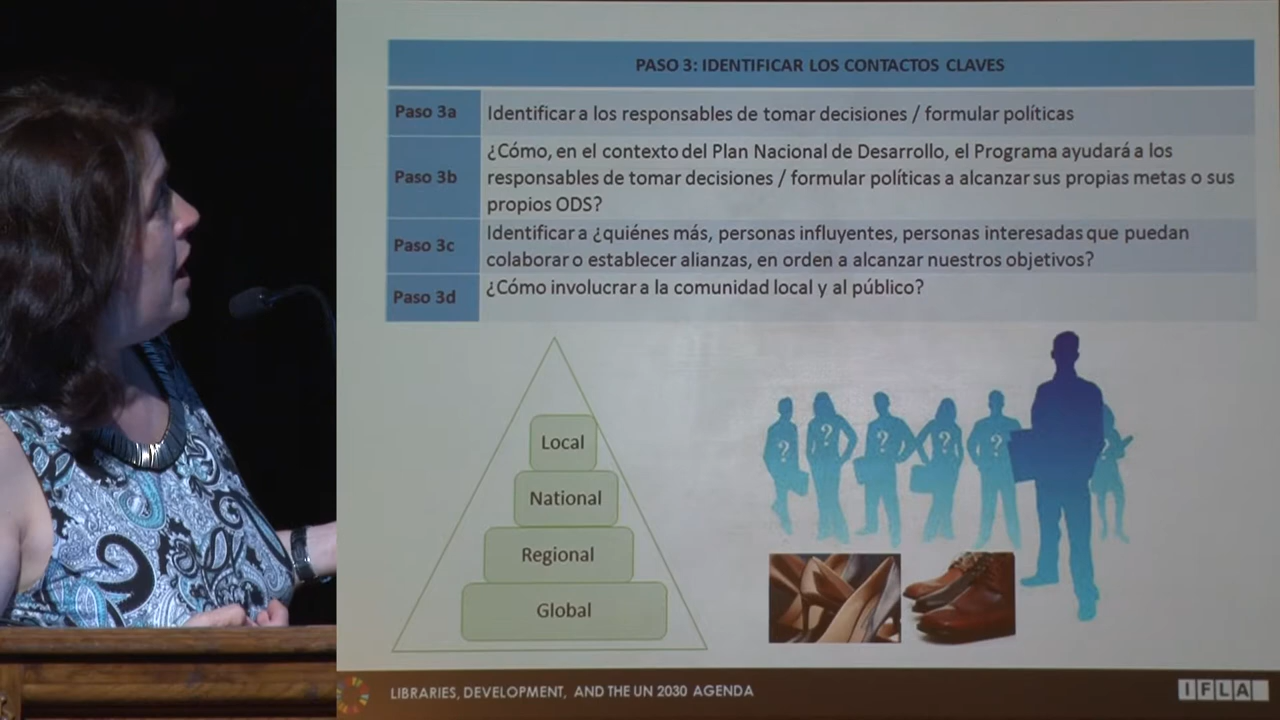 PASO 3: IDENTIFICAR LOS CONTACTOS CLAVES
Paso 3a
Identificar a los responsables de tomar decisiones / formular políticas
Paso 3b
¿Cómo, en el contexto del Plan Nacional de Desarrollo, el Programa ayudará a los
responsables de tomar decisiones / formular políticas a alcanzar sus propias metas o sus
propios ODS?
Paso 3c
Identificar a ¿quiénes más, personas influyentes, personas interesadas que puedan
colaborar o establecer alianzas, en orden a alcanzar nuestros objetivos?
Paso 3d
¿Cómo involucrar a la comunidad local y al público?
Local
National
Regional
Global
? ? ? ? ? ?
LIBRARIES, DEVELOPMENT, AND THE UN 2030 AGENDA
IFLA